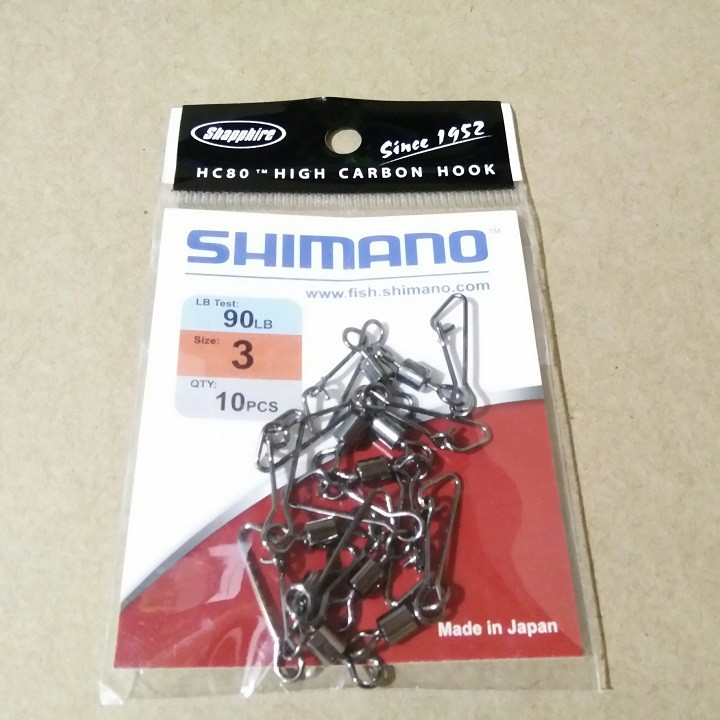 Shapphire
Since 1952
HC80™ HIGH CARBON HOOK
SHIMANO™
www.fish.shimano.com
LB Test:
90LB
Size:
3
QTY:
10PCS
Made in Japan